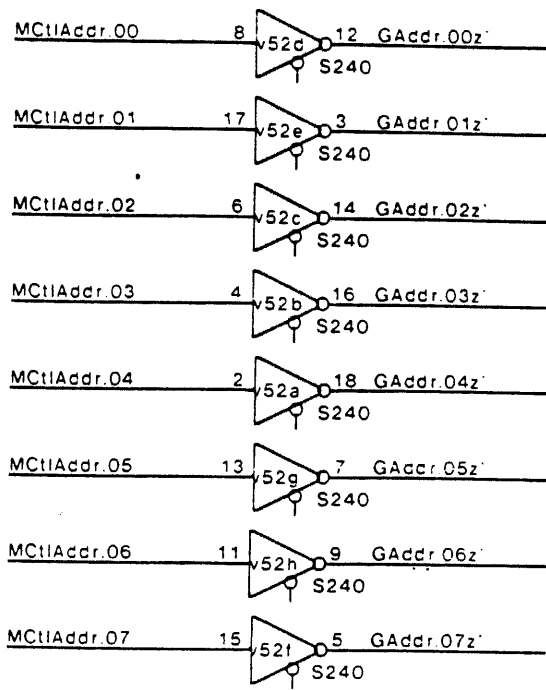 MCtlAddr.00 8 v52d 12 GAddr.00z'
S240
MCtlAddr.01 17 v52e 3 GAddr.01z'
S240
MCtlAddr.02 6 v52c 14 GAddr.02z'
S240
MCtlAddr.03 4 v52b 16 GAddr.03z'
S240
MCtlAddr.04 2 v52a 18 GAddr.04z'
S240
MCtlAddr.05 13 v52g 7 GAddr.05z'
S240
MCtlAddr.06 11 v52h 9 GAddr.06z'
S240
MCtlAddr.07 15 v52f 5 GAddr.07z'
S240